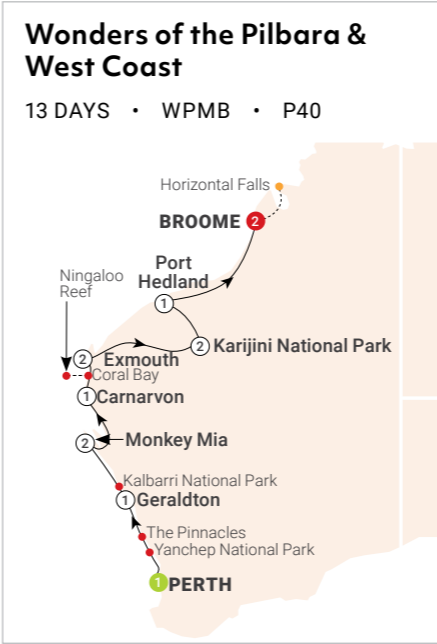 Wonders of the Pilbara &
West Coast
13 DAYS • WPMB • P40
Horizontal Falls
BROOME 2
Port
Hedland
1
Ningaloo
Reef
2 Karijini National Park
2 Exmouth
Coral Bay
1 Carnarvon
2 Monkey Mia
Kalbarri National Park
1 Geraldton
The Pinnacles
Yanchep National Park
1 PERTH